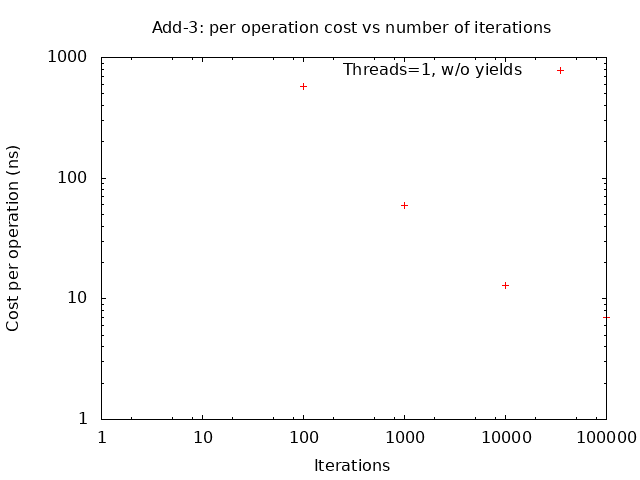 Add-3: per operation cost vs number of iterations
1000
Threads=1, w/o yields
100
10
1
Cost per operation (ns)
1 10 100 1000 10000 100000
Iterations